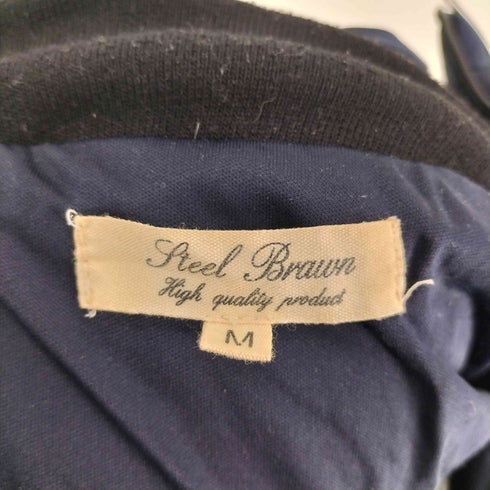 Steel Brawn
High quality product
M